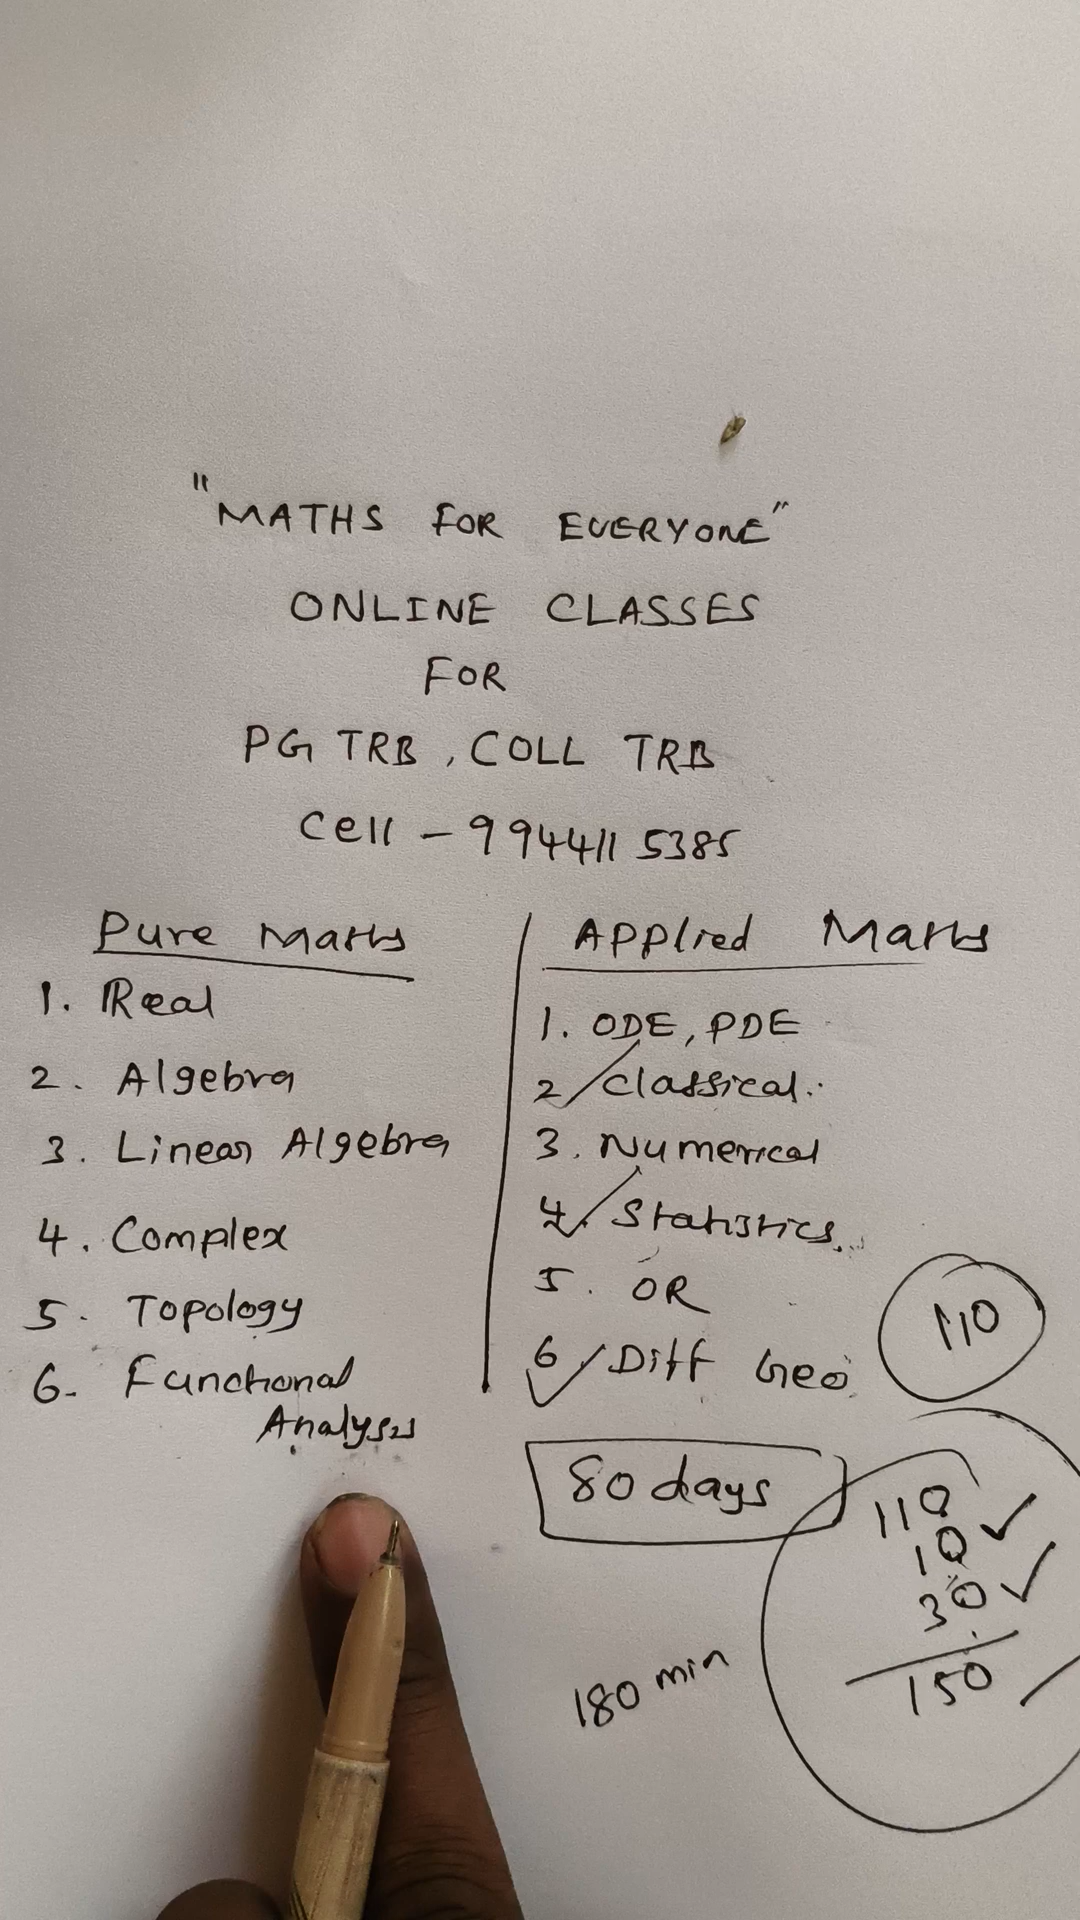 "MATHS FOR EVERYONE"
ONLINE CLASSES
FOR
PG TRB, COLL TRB
Cell - 9944115385
Pure Maths
1. Real
2. Algebra
3. Linear Algebra
4. Complex
5. Topology
6. Functional
Analysis
Applied Maths
1. ODE, PDE
2. Classical.
3. Numerical
4. Statistics
5. OR
6. Diff Geo
110
80 days
110
10
30
150
180 min